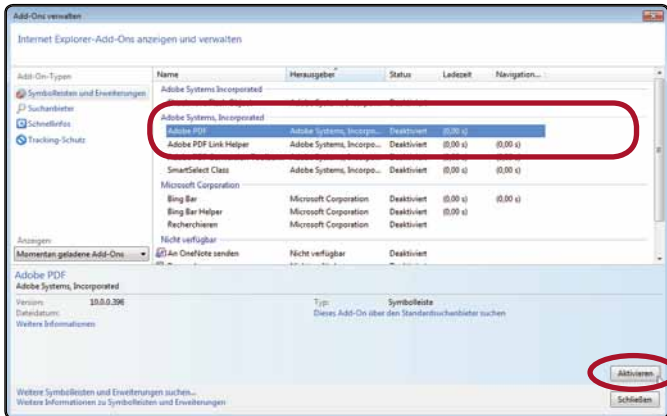 Add-Ons verwalten
Internet Explorer-Add-Ons anzeigen und verwalten
Add-On-Typen
Symbolleisten und Erweiterungen
Suchanbieter
Schnellinfos
Tracking-Schutz
Name Herausgeber Status Ladezeit Navigation...
Adobe Systems Incorporated
Adobe Systems, Incorporated
Adobe PDF Adobe Systems, Incorpo... Deaktiviert (0,00 s)
Adobe PDF Link Helper Adobe Systems, Incorpo... Deaktiviert (0,00 s) (0,00 s)
SmartSelect Class Adobe Systems, Incorpo... Deaktiviert (0,00 s) (0,00 s)
Microsoft Corporation
Bing Bar Microsoft Corporation Deaktiviert (0,00 s) (0,00 s)
Bing Bar Helper Microsoft Corporation Deaktiviert (0,00 s) (0,00 s)
Recherchieren Microsoft Corporation Deaktiviert
Nicht verfügbar
An OneNote senden Nicht verfügbar Deaktiviert
Anzeigen:
Momentan geladene Add-Ons
Adobe PDF
Adobe Systems, Incorporated
Version: 10.0.0.396 Typ: Symbolleiste
Dateidatum: Dieses Add-On über den Standardsuchanbieter suchen
Weitere Informationen
Aktivieren
Weitere Symbolleisten und Erweiterungen suchen...
Weitere Informationen zu Symbolleisten und Erweiterungen
Schließen